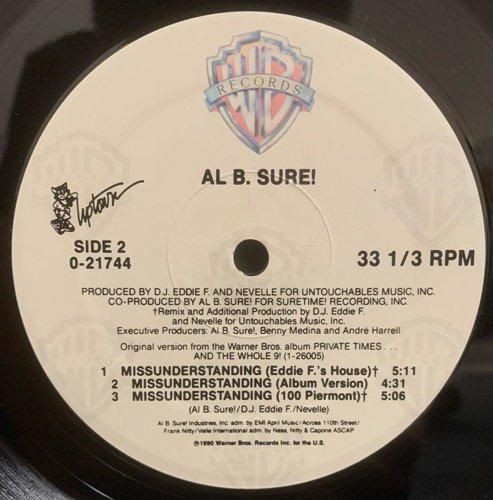 WB
RECORDS
AL B. SURE!
Uptown
SIDE 2
0-21744
33 1/3 RPM
PRODUCED BY D.J. EDDIE F. AND NEVELLE FOR UNTOUCHABLES MUSIC, INC.
CO-PRODUCED BY AL B. SURE! FOR SURETIME! RECORDING, INC.
†Remix and Additional Production by D.J. Eddie F.
and Nevelle for Untouchables Music, Inc.
Executive Producers: Al B. Sure!, Benny Medina and André Harrell
Original version from the Warner Bros. album PRIVATE TIMES . . .
AND THE WHOLE 9! (1-26005)
1 MISSUNDERSTANDING (Eddie F.'s House)† 5:11
2 MISSUNDERSTANDING (Album Version) 4:31
3 MISSUNDERSTANDING (100 Piermont)† 5:06
(Al B. Sure!/D.J. Eddie F./Nevelle)
Al B. Sure! Industries, Inc. adm. by EMI April Music/Across 110th Street/
Frank Nitty/Velle International adm. by Ness, Nitty & Capone ASCAP
℗1990 Warner Bros. Records Inc. for the U.S.